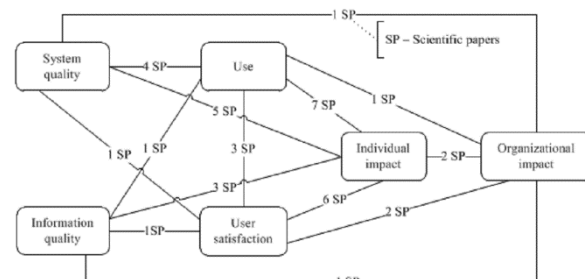 1 SP
SP – Scientific papers
System
quality
4 SP
Use
5 SP
7 SP
1 SP
1 SP
1 SP
3 SP
Individual
impact
2 SP
Organizational
impact
3 SP
6 SP
2 SP
Information
quality
1SP
User
satisfaction